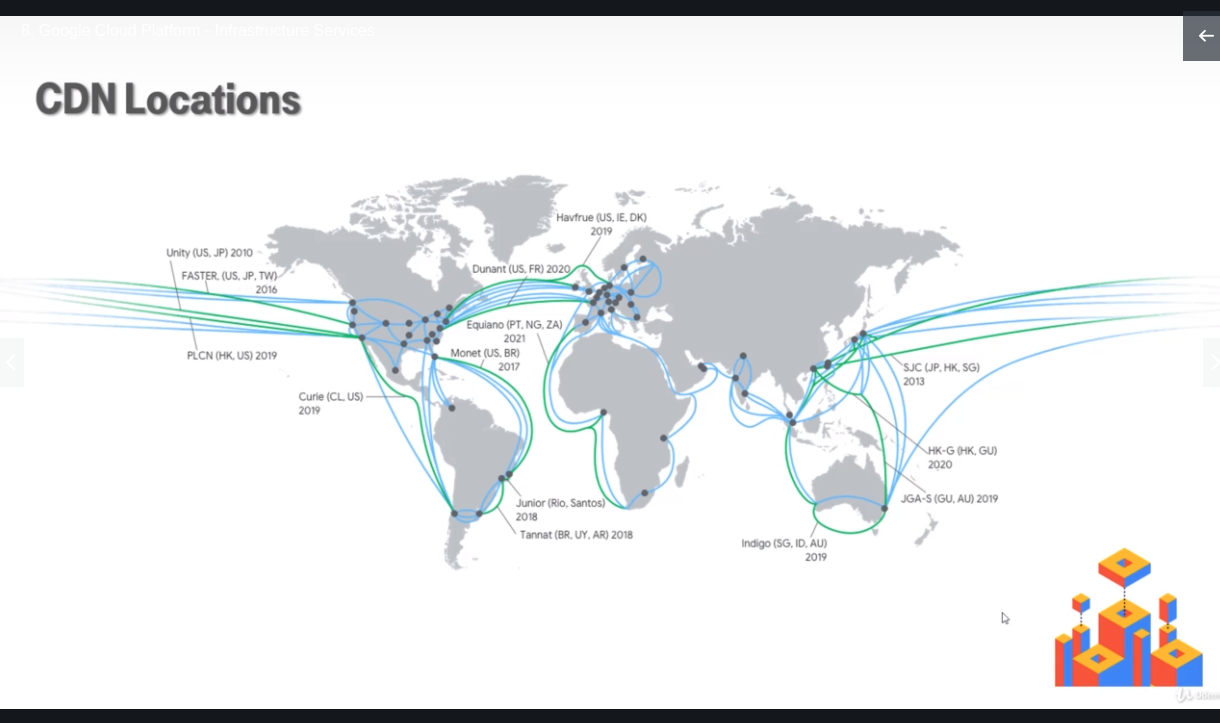 8. Google Cloud Platform - Infrastructure Services
CDN Locations
Havfrue (US, IE, DK)
2019
Unity (US, JP) 2010
FASTER, (US, JP, TW)
2016
Dunant (US, FR) 2020
Equiano (PT, NG, ZA)
2021
PLCN (HK, US) 2019
Monet (US, BR)
2017
SJC (JP, HK, SG)
2013
Curie (CL, US)
2019
HK-G (HK, GU)
2020
JGA-S (GU, AU) 2019
Junior (Rio, Santos)
2018
Tannat (BR, UY, AR) 2018
Indigo (SG, ID, AU)
2019